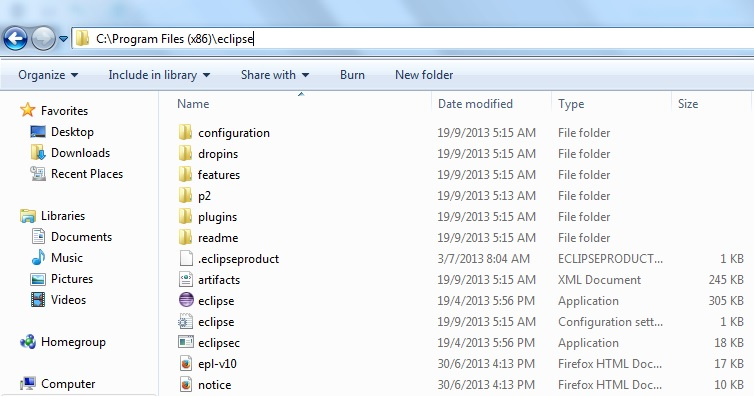 C:\Program Files (x86)\eclipse
Organize Include in library Share with Burn New folder
Favorites
Desktop
Downloads
Recent Places
Libraries
Documents
Music
Pictures
Videos
Homegroup
Computer
Name Date modified Type Size
configuration 19/9/2013 5:15 AM File folder
dropins 19/9/2013 5:15 AM File folder
features 19/9/2013 5:15 AM File folder
p2 19/9/2013 5:13 AM File folder
plugins 19/9/2013 5:15 AM File folder
readme 19/9/2013 5:15 AM File folder
.eclipseproduct 3/7/2013 8:04 AM ECLIPSEPRODUCT... 1 KB
artifacts 19/9/2013 5:15 AM XML Document 245 KB
eclipse 19/4/2013 5:56 PM Application 305 KB
eclipse 19/9/2013 5:15 AM Configuration sett... 1 KB
eclipsec 19/4/2013 5:56 PM Application 18 KB
epl-v10 30/6/2013 4:13 PM Firefox HTML Doc... 17 KB
notice 30/6/2013 4:13 PM Firefox HTML Doc... 10 KB